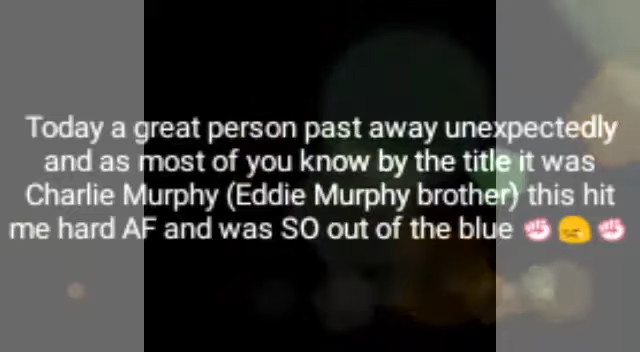 Today a great person past away unexpectedly
and as most of you know by the title it was
Charlie Murphy (Eddie Murphy brother) this hit
me hard AF and was SO out of the blue ✊😞✊